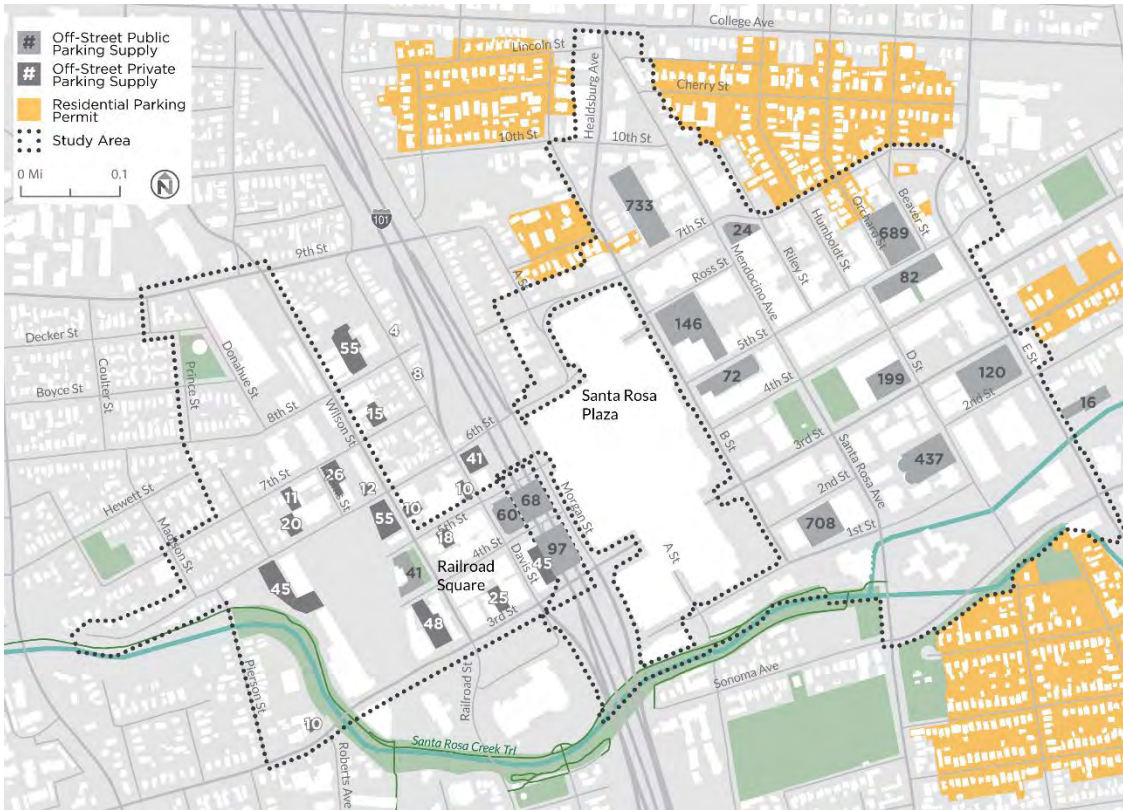 # Off-Street Public
Parking Supply
# Off-Street Private
Parking Supply
Residential Parking
Permit
Study Area
0 Mi 0.1
N
College Ave
Lincoln St
Healdsburg Ave
Cherry St
10th St
10th St
101
733
7th St
24
Mendocino Ave
Riley St
Humboldt St
Orchard St
689
Beaver St
9th St
A St
Ross St
82
Decker St
Donahue St
55
4
146
5th St
Boyce St
Coulter St
Prince St
8
72
4th St
D St
199
120
E St
Santa Rosa
Plaza
8th St
Wilson St
15
6th St
41
B St
3rd St
2nd St
16
Santa Rosa Ave
437
7th St
26
St
12
10
10
Morgan St
Hewett St
11
20
55
5th St
68
60
2nd St
708
1st St
Madison St
18
4th St
97
45
Davis St
A St
41
Railroad
Square
45
25
48
3rd St
Pierson St
Railroad St
Sonoma Ave
10
Roberts Ave
Santa Rosa Creek Trl